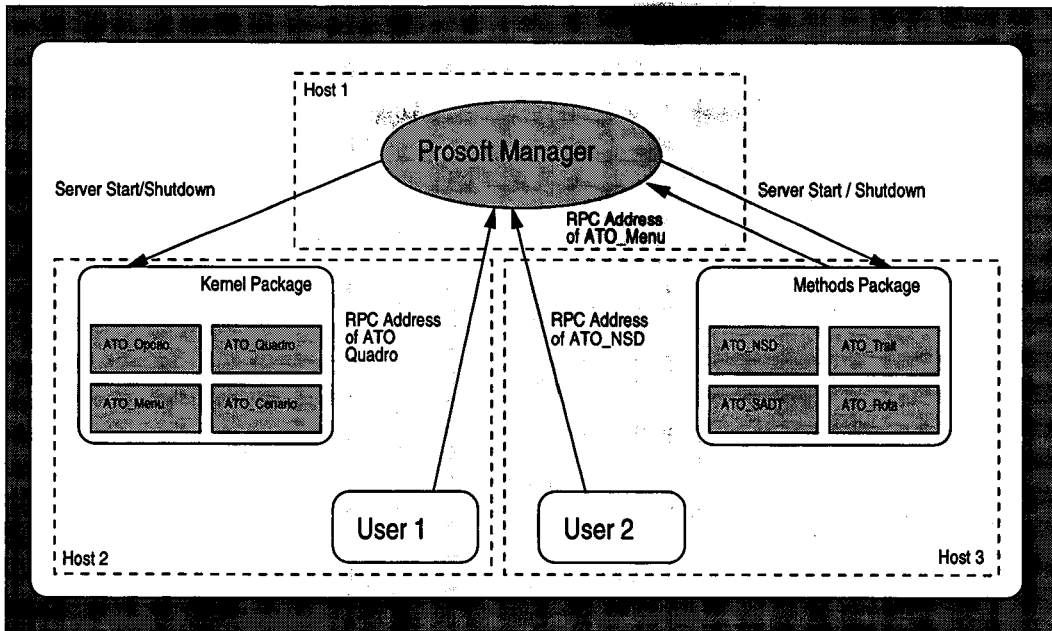 Host 1
Prosoft Manager
Server Start/Shutdown
Server Start / Shutdown
RPC Address
of ATO_Menu
Kernel Package
Methods Package
RPC Address
of ATO
Quadro
RPC Address
of ATO_NSD
ATO_Opcao
ATO_Quadro
ATO_NSD
ATO_Menu
ATO_Cenario
ATO_SADT
ATO_Rota
User 1
User 2
Host 2
Host 3